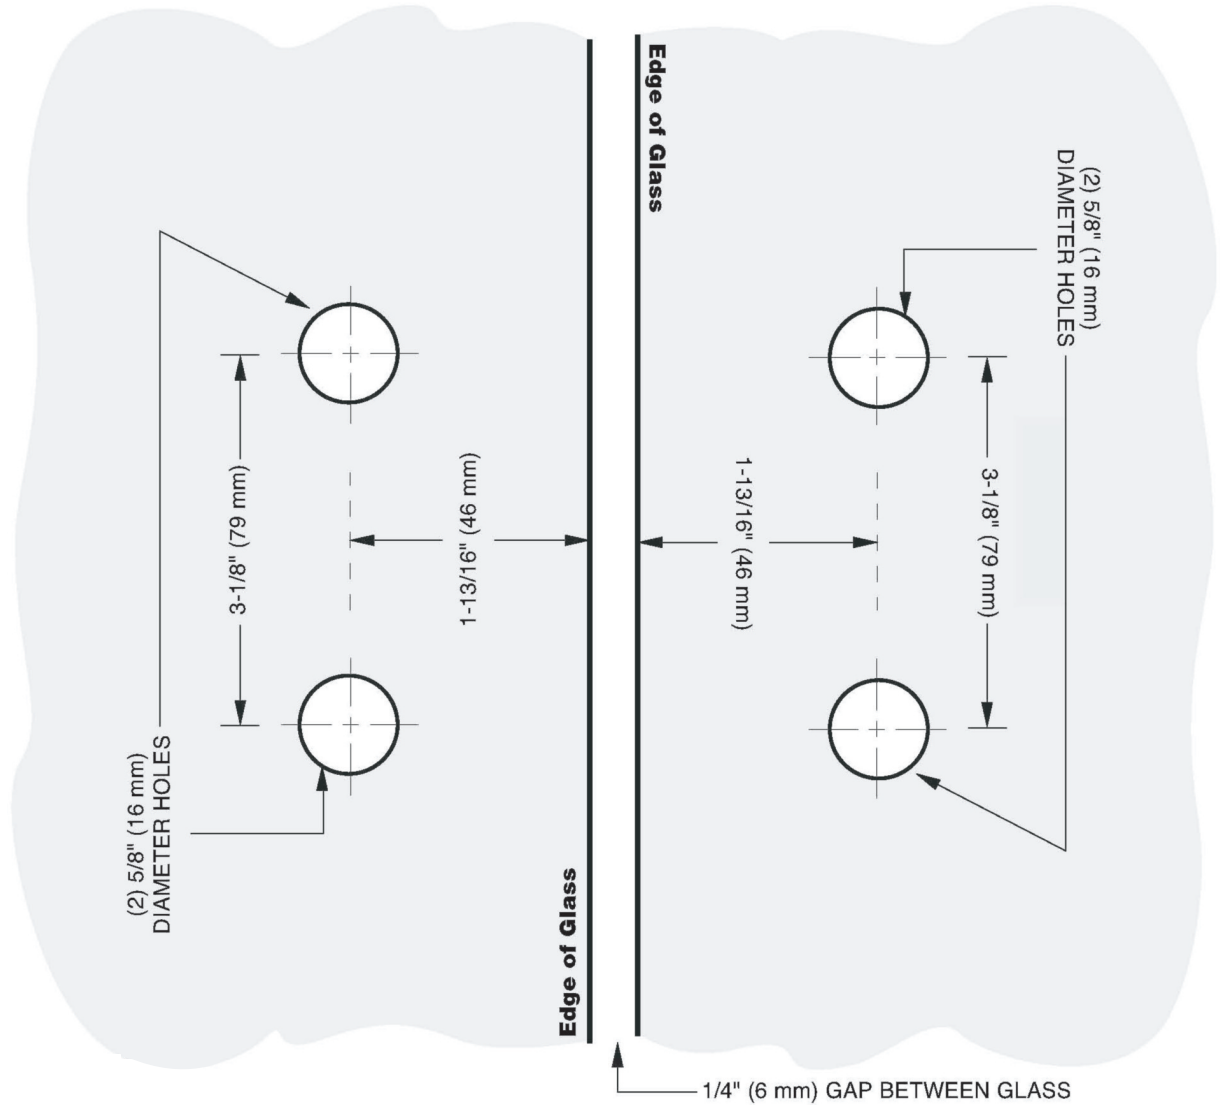 Edge of Glass
(2) 5/8" (16 mm)
DIAMETER HOLES
3-1/8" (79 mm)
1-13/16" (46 mm)
1-13/16" (46 mm)
3-1/8" (79 mm)
(2) 5/8" (16 mm)
DIAMETER HOLES
Edge of Glass
1/4" (6 mm) GAP BETWEEN GLASS